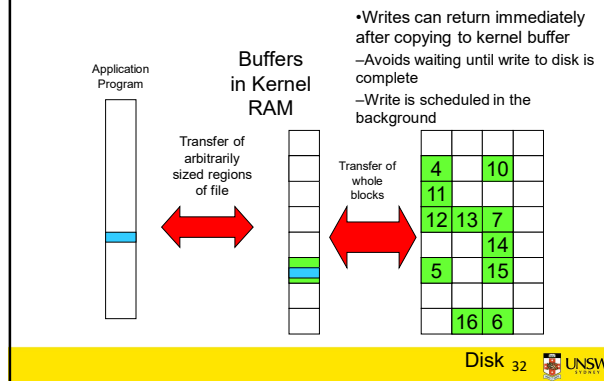 •Writes can return immediately
after copying to kernel buffer
–Avoids waiting until write to disk is
complete
–Write is scheduled in the
background
Application
Program
Buffers
in Kernel
RAM
Transfer of
arbitrarily
sized regions
of file
Transfer of
whole
blocks
4 10
11
12 13 7
14
5 15
16 6
Disk 32
UNSW
SYDNEY